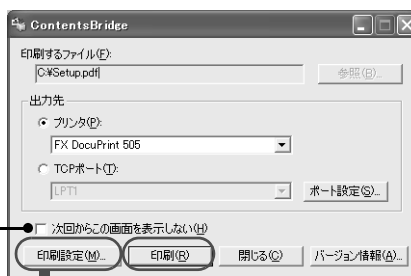 ContentsBridge
印刷するファイル(F):
C:¥Setup.pdf
参照(B)...
出力先
プリンタ(P):
FX DocuPrint 505
TCPポート(T):
LPT1
ポート設定(S)...
次回からこの画面を表示しない(H)
印刷設定(M)... 印刷(R) 閉じる(C) バージョン情報(A)...